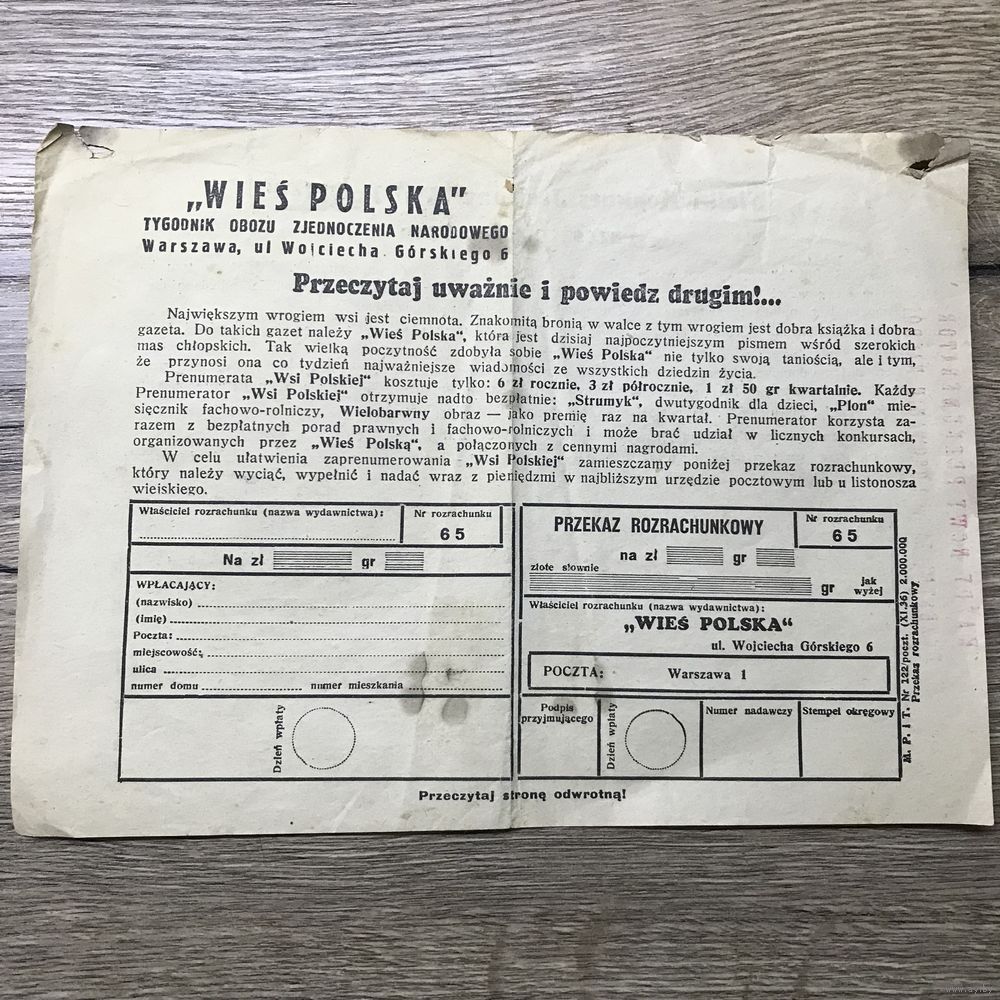 „WIEŚ POLSKA"
TYGODNIK OBOZU ZJEDNOCZENIA NARODOWEGO
Warszawa, ul Wojciecha Górskiego 6
Przeczytaj uważnie i powiedz drugim!...
Największym wrogiem wsi jest ciemnota. Znakomitą bronią w walce z tym wrogiem jest dobra książka i dobra
gazeta. Do takich gazet należy „Wieś Polska", która jest dzisiaj najpoczytniejszym pismem wśród szerokich
mas chłopskich. Tak wielką poczytność zdobyła sobie „Wieś Polska" nie tylko swoją taniością, ale i tym,
że przynosi ona co tydzień najważniejsze wiadomości ze wszystkich dziedzin życia.
Prenumerata „Wsi Polskiej" kosztuje tylko: 6 zł rocznie, 3 zł półrocznie, 1 zł 50 gr kwartalnie. Każdy
Prenumerator „Wsi Polskiej" otrzymuje nadto bezpłatnie: „Strumyk", dwutygodnik dla dzieci, „Plon" mie-
sięcznik fachowo-rolniczy, Wielobarwny obraz — jako premię raz na kwartał. Prenumerator korzysta za-
razem z bezpłatnych porad prawnych i fachowo-rolniczych i może brać udział w licznych konkursach,
organizowanych przez „Wieś Polską", a połączonych z cennymi nagrodami.
W celu ułatwienia zaprenumerowania „Wsi Polskiej" zamieszczamy poniżej przekaz rozrachunkowy,
który należy wyciąć, wypełnić i nadać wraz z pieniędzmi w najbliższym urzędzie pocztowym lub u listonosza
wiejskiego.
Właściciel rozrachunku (nazwa wydawnictwa):
Nr rozrachunku
65
Na zł gr
WPŁACAJĄCY:
(nazwisko)
(imię)
Poczta:
miejscowość:
ulica
numer domu numer mieszkania
Dzień wpłaty
PRZEKAZ ROZRACHUNKOWY
Nr rozrachunku
65
na zł gr
złote słownie
gr jak wyżej
Właściciel rozrachunku (nazwa wydawnictwa):
„WIEŚ POLSKA"
ul. Wojciecha Górskiego 6
POCZTA: Warszawa 1
Podpis
przyjmującego
Dzień wpłaty
Numer nadawczy
Stempel okręgowy
M. P. i T. Nr 122/poczt. (XI.36) 2.000.000
Przekaz rozrachunkowy
Przeczytaj stronę odwrotną!